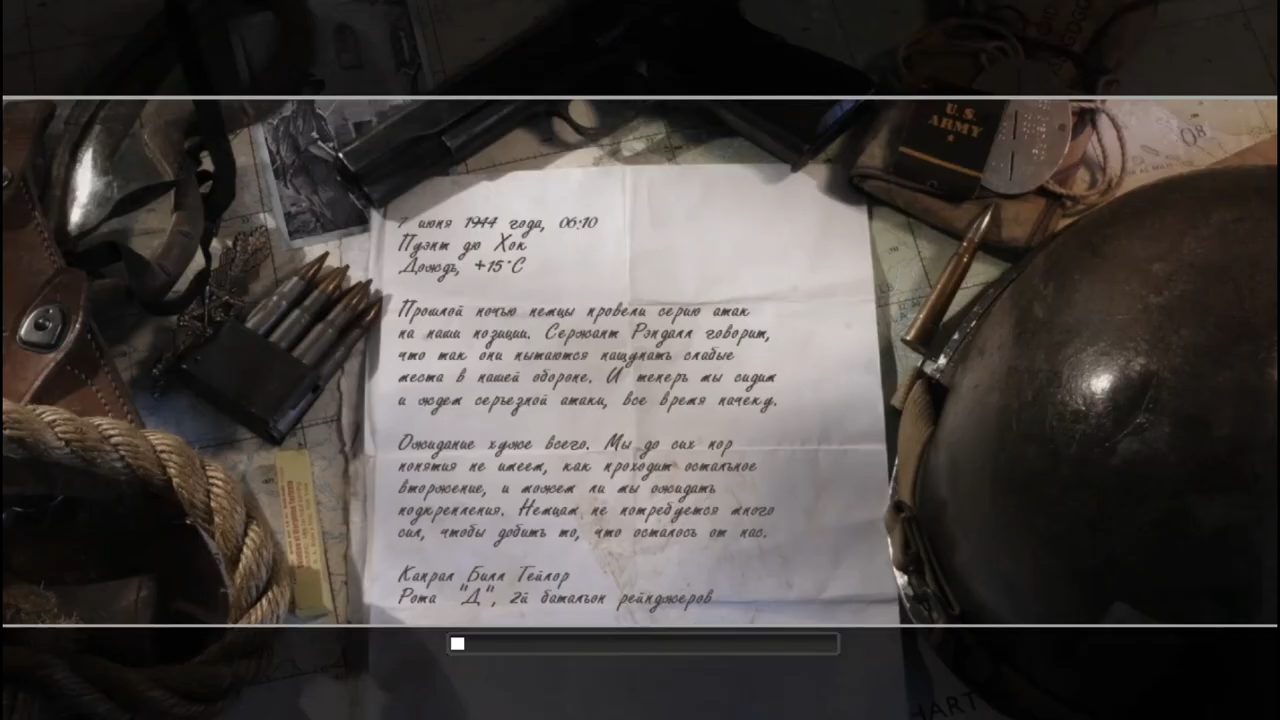 U.S.
ARMY
7 июня 1944 года, 06:10
Пуэнт дю Хок
Дождь, +15°C
Прошлой ночью немцы провели серию атак
на наши позиции. Сержант Рэндалл говорит,
что так они пытаются нащупать слабые
места в нашей обороне. И теперь мы сидим
и ждем серьезной атаки, все время начеку.
Ожидание хуже всего. Мы до сих пор
понятия не имеем, как проходит остальное
вторжение, и можем ли мы ожидать
подкрепления. Немцам не потребуется много
сил, чтобы добить то, что осталось от нас.
Капрал Билл Тейлор
Рота "Д", 2й батальон рейнджеров